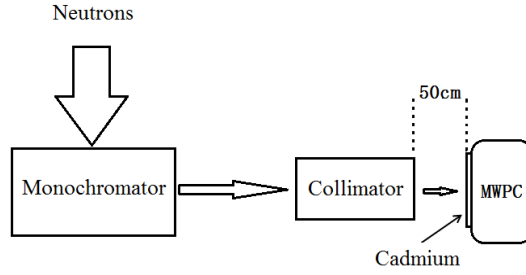 Neutrons
50cm
Monochromator
Collimator
MWPC
Cadmium